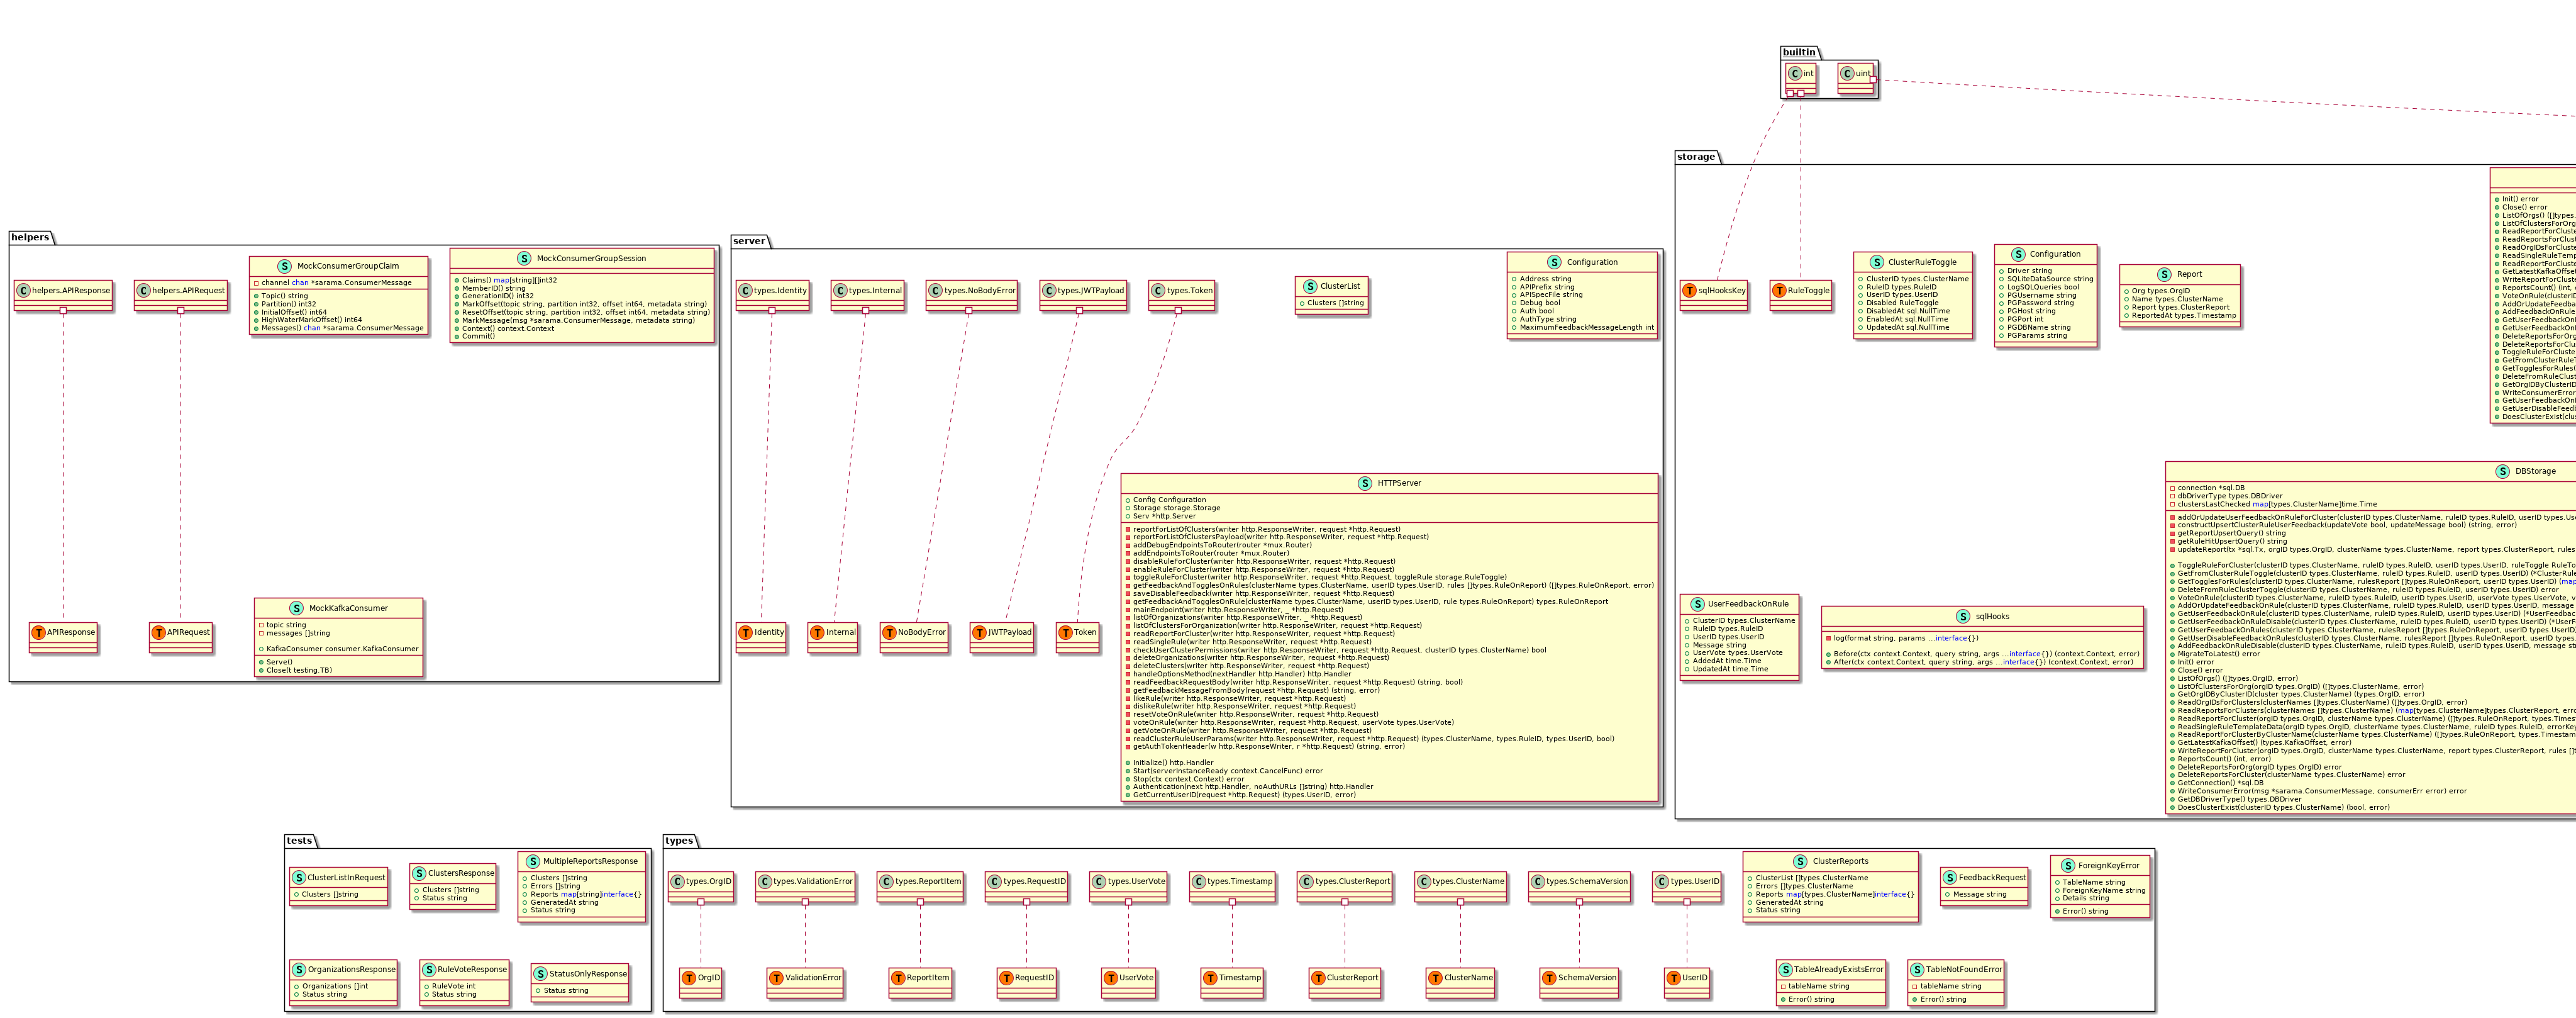 builtin
int
uint
helpers
helpers.APIResponse
helpers.APIRequest
MockConsumerGroupClaim
channel chan *sarama.ConsumerMessage
Topic() string
Partition() int32
InitialOffset() int64
HighWaterMarkOffset() int64
Messages() chan *sarama.ConsumerMessage
MockConsumerGroupSession
Claims() map[string][]int32
MemberID() string
GenerationID() int32
MarkOffset(topic string, partition int32, offset int64, metadata string)
ResetOffset(topic string, partition int32, offset int64, metadata string)
MarkMessage(msg *sarama.ConsumerMessage, metadata string)
Context() context.Context
Commit()
APIResponse
APIRequest
MockKafkaConsumer
topic string
messages []string
KafkaConsumer consumer.KafkaConsumer
Serve()
Close(t testing.TB)
server
types.Identity
types.Internal
types.NoBodyError
types.JWTPayload
types.Token
ClusterList
Clusters []string
Configuration
Address string
APIPrefix string
APISpecFile string
Debug bool
Auth bool
AuthType string
MaximumFeedbackMessageLength int
Identity
Internal
NoBodyError
JWTPayload
Token
HTTPServer
Config Configuration
Storage storage.Storage
Serv *http.Server
reportForListOfClusters(writer http.ResponseWriter, request *http.Request)
reportForListOfClustersPayload(writer http.ResponseWriter, request *http.Request)
addDebugEndpointsToRouter(router *mux.Router)
addEndpointsToRouter(router *mux.Router)
disableRuleForCluster(writer http.ResponseWriter, request *http.Request)
enableRuleForCluster(writer http.ResponseWriter, request *http.Request)
toggleRuleForCluster(writer http.ResponseWriter, request *http.Request, toggleRule storage.RuleToggle)
getFeedbackAndTogglesOnRules(clusterName types.ClusterName, userID types.UserID, rules []types.RuleOnReport) ([]types.RuleOnReport, error)
saveDisableFeedback(writer http.ResponseWriter, request *http.Request)
getFeedbackAndTogglesOnRule(clusterName types.ClusterName, userID types.UserID, rule types.RuleOnReport) types.RuleOnReport
mainEndpoint(writer http.ResponseWriter, _ *http.Request)
listOfOrganizations(writer http.ResponseWriter, _ *http.Request)
listOfClustersForOrganization(writer http.ResponseWriter, request *http.Request)
readReportForCluster(writer http.ResponseWriter, request *http.Request)
readSingleRule(writer http.ResponseWriter, request *http.Request)
checkUserClusterPermissions(writer http.ResponseWriter, request *http.Request, clusterID types.ClusterName) bool
deleteOrganizations(writer http.ResponseWriter, request *http.Request)
deleteClusters(writer http.ResponseWriter, request *http.Request)
handleOptionsMethod(nextHandler http.Handler) http.Handler
readFeedbackRequestBody(writer http.ResponseWriter, request *http.Request) (string, bool)
getFeedbackMessageFromBody(request *http.Request) (string, error)
likeRule(writer http.ResponseWriter, request *http.Request)
dislikeRule(writer http.ResponseWriter, request *http.Request)
resetVoteOnRule(writer http.ResponseWriter, request *http.Request)
voteOnRule(writer http.ResponseWriter, request *http.Request, userVote types.UserVote)
getVoteOnRule(writer http.ResponseWriter, request *http.Request)
readClusterRuleUserParams(writer http.ResponseWriter, request *http.Request) (types.ClusterName, types.RuleID, types.UserID, bool)
getAuthTokenHeader(w http.ResponseWriter, r *http.Request) (string, error)
Initialize() http.Handler
Start(serverInstanceReady context.CancelFunc) error
Stop(ctx context.Context) error
Authentication(next http.Handler, noAuthURLs []string) http.Handler
GetCurrentUserID(request *http.Request) (types.UserID, error)
storage
sqlHooksKey
RuleToggle
ClusterRuleToggle
ClusterID types.ClusterName
RuleID types.RuleID
UserID types.UserID
Disabled RuleToggle
DisabledAt sql.NullTime
EnabledAt sql.NullTime
UpdatedAt sql.NullTime
Configuration
Driver string
SQLiteDataSource string
LogSQLQueries bool
PGUsername string
PGPassword string
PGHost string
PGPort int
PGDBName string
PGParams string
Report
Org types.OrgID
Name types.ClusterName
Report types.ClusterReport
ReportedAt types.Timestamp
Init() error
Close() error
ListOfOrgs() ([]types.
ListOfClustersForOrg
ReadReportForCluste
ReadReportsForCluste
ReadOrgIDsForCluste
ReadSingleRuleTemp
ReadReportForCluster
GetLatestKafkaOffset
WriteReportForCluste
ReportsCount() (int, e
VoteOnRule(clusterID
AddOrUpdateFeedba
AddFeedbackOnRule
GetUserFeedbackOnR
GetUserFeedbackOnR
DeleteReportsForOrg
DeleteReportsForClu
ToggleRuleForCluster
GetFromClusterRuleT
GetTogglesForRules(
DeleteFromRuleClust
GetOrgIDByClusterID
WriteConsumerError
GetUserFeedbackOnR
GetUserDisableFeedb
DoesClusterExist(clus
UserFeedbackOnRule
ClusterID types.ClusterName
RuleID types.RuleID
UserID types.UserID
Message string
UserVote types.UserVote
AddedAt time.Time
UpdatedAt time.Time
sqlHooks
log(format string, params ...interface{})
Before(ctx context.Context, query string, args ...interface{}) (context.Context, error)
After(ctx context.Context, query string, args ...interface{}) (context.Context, error)
DBStorage
connection *sql.DB
dbDriverType types.DBDriver
clustersLastChecked map[types.ClusterName]time.Time
addOrUpdateUserFeedbackOnRuleForCluster(clusterID types.ClusterName, ruleID types.RuleID, userID types.Use
constructUpsertClusterRuleUserFeedback(updateVote bool, updateMessage bool) (string, error)
getReportUpsertQuery() string
getRuleHitUpsertQuery() string
updateReport(tx *sql.Tx, orgID types.OrgID, clusterName types.ClusterName, report types.ClusterReport, rules
ToggleRuleForCluster(clusterID types.ClusterName, ruleID types.RuleID, userID types.UserID, ruleToggle RuleTo
GetFromClusterRuleToggle(clusterID types.ClusterName, ruleID types.RuleID, userID types.UserID) (*ClusterRule
GetTogglesForRules(clusterID types.ClusterName, rulesReport []types.RuleOnReport, userID types.UserID) (map
DeleteFromRuleClusterToggle(clusterID types.ClusterName, ruleID types.RuleID, userID types.UserID) error
VoteOnRule(clusterID types.ClusterName, ruleID types.RuleID, userID types.UserID, userVote types.UserVote, v
AddOrUpdateFeedbackOnRule(clusterID types.ClusterName, ruleID types.RuleID, userID types.UserID, message
GetUserFeedbackOnRule(clusterID types.ClusterName, ruleID types.RuleID, userID types.UserID) (*UserFeedbac
GetUserFeedbackOnRuleDisable(clusterID types.ClusterName, ruleID types.RuleID, userID types.UserID) (*UserF
GetUserFeedbackOnRules(clusterID types.ClusterName, rulesReport []types.RuleOnReport, userID types.UserID
GetUserDisableFeedbackOnRules(clusterID types.ClusterName, rulesReport []types.RuleOnReport, userID types
AddFeedbackOnRuleDisable(clusterID types.ClusterName, ruleID types.RuleID, userID types.UserID, message str
MigrateToLatest() error
Init() error
Close() error
ListOfOrgs() ([]types.OrgID, error)
ListOfClustersForOrg(orgID types.OrgID) ([]types.ClusterName, error)
GetOrgIDByClusterID(cluster types.ClusterName) (types.OrgID, error)
ReadOrgIDsForClusters(clusterNames []types.ClusterName) ([]types.OrgID, error)
ReadReportsForClusters(clusterNames []types.ClusterName) (map[types.ClusterName]types.ClusterReport, erro
ReadReportForCluster(orgID types.OrgID, clusterName types.ClusterName) ([]types.RuleOnReport, types.Timest
ReadSingleRuleTemplateData(orgID types.OrgID, clusterName types.ClusterName, ruleID types.RuleID, errorKey
ReadReportForClusterByClusterName(clusterName types.ClusterName) ([]types.RuleOnReport, types.Timestam
GetLatestKafkaOffset() (types.KafkaOffset, error)
WriteReportForCluster(orgID types.OrgID, clusterName types.ClusterName, report types.ClusterReport, rules []t
ReportsCount() (int, error)
DeleteReportsForOrg(orgID types.OrgID) error
DeleteReportsForCluster(clusterName types.ClusterName) error
GetConnection() *sql.DB
WriteConsumerError(msg *sarama.ConsumerMessage, consumerErr error) error
GetDBDriverType() types.DBDriver
DoesClusterExist(clusterID types.ClusterName) (bool, error)
tests
ClusterListInRequest
Clusters []string
ClustersResponse
Clusters []string
Status string
MultipleReportsResponse
Clusters []string
Errors []string
Reports map[string]interface{}
GeneratedAt string
Status string
OrganizationsResponse
Organizations []int
Status string
RuleVoteResponse
RuleVote int
Status string
StatusOnlyResponse
Status string
types
types.OrgID
types.ValidationError
types.ReportItem
types.RequestID
types.UserVote
types.Timestamp
types.ClusterReport
types.ClusterName
types.SchemaVersion
types.UserID
ClusterReports
ClusterList []types.ClusterName
Errors []types.ClusterName
Reports map[types.ClusterName]interface{}
GeneratedAt string
Status string
FeedbackRequest
Message string
ForeignKeyError
TableName string
ForeignKeyName string
Details string
Error() string
OrgID
ValidationError
ReportItem
RequestID
UserVote
Timestamp
ClusterReport
ClusterName
SchemaVersion
UserID
TableAlreadyExistsError
tableName string
Error() string
TableNotFoundError
tableName string
Error() string